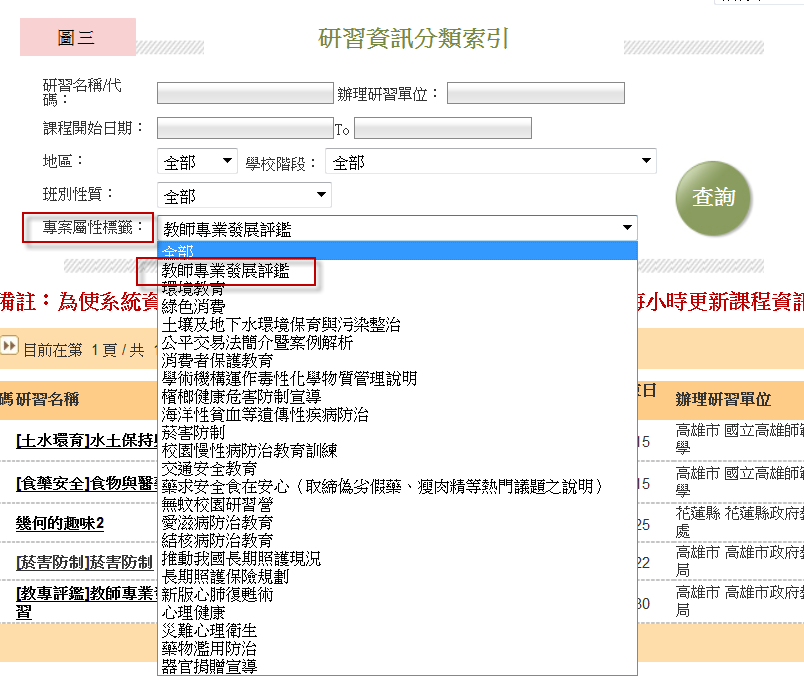 圖三
研習資訊分類索引
研習名稱/代
碼：
辦理研習單位：
課程開始日期：
To
地區：
全部
學校階段：
全部
班別性質：
全部
查詢
專案屬性標籤：
教師專業發展評鑑
全部
教師專業發展評鑑
環境教育
綠色消費
土壤及地下水環境保育與污染整治
公平交易法簡介暨案例解析
消費者保護教育
學術機構運作毒性化學物質管理說明
檳榔健康危害防制宣導
海洋性貧血等遺傳性疾病防治
菸害防制
校園慢性病防治教育訓練
交通安全教育
藥求安全食在安心（取締偽劣假藥、瘦肉精等熱門議題之說明）
無蚊校園研習營
愛滋病防治教育
結核病防治教育
推動我國長期照護現況
長期照護保險規劃
新版心肺復甦術
心理健康
災難心理衛生
藥物濫用防治
器官捐贈宣導
備註：為使系統資
每小時更新課程資訊
目前在第 1 頁 / 共
碼 研習名稱
日
辦理研習單位
[土水環育]水土保持
15
高雄市 國立高雄師範
學
[食藥安全]食物與醫
15
高雄市 國立高雄師範
學
幾何的趣味2
25
花蓮縣 花蓮縣政府教
處
[菸害防制]菸害防制
22
高雄市 高雄市政府教
局
[教專評鑑]教師專業
習
30
高雄市 高雄市政府教
局